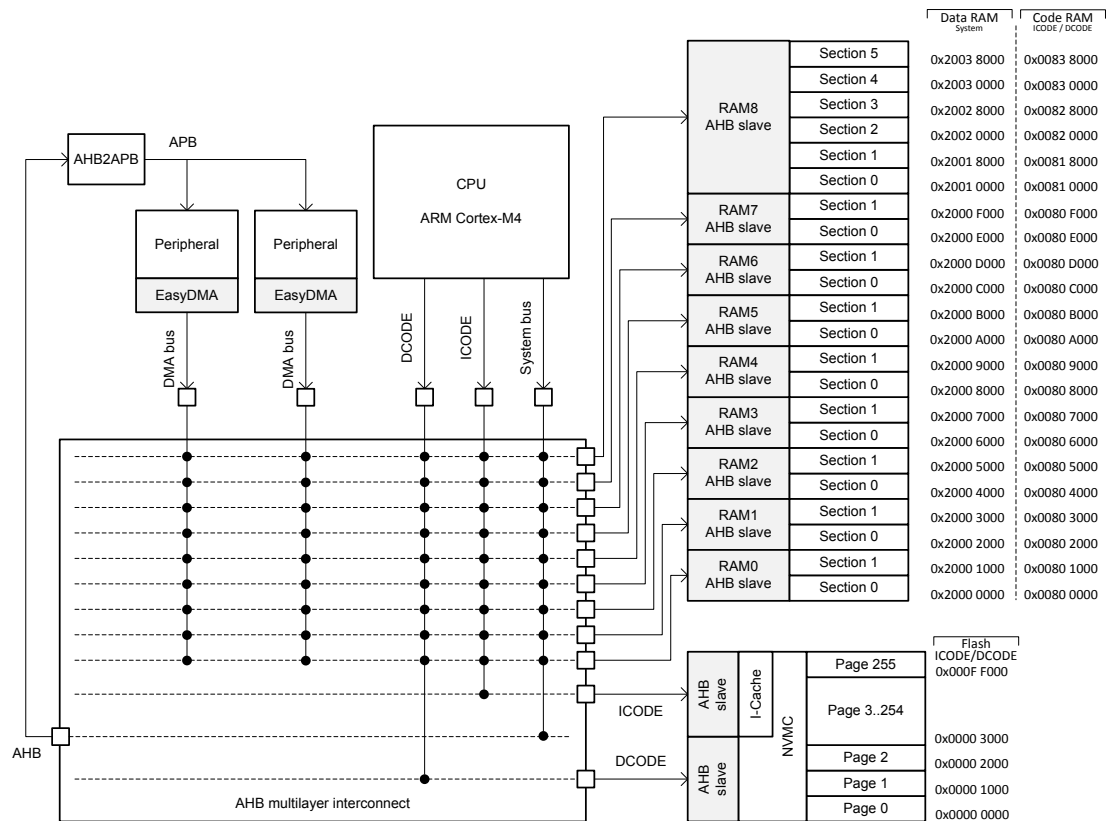 Data RAM
System
Code RAM
ICODE / DCODE
RAM8
AHB slave
Section 5
0x2003 8000
0x0083 8000
Section 4
0x2003 0000
0x0083 0000
Section 3
0x2002 8000
0x0082 8000
Section 2
0x2002 0000
0x0082 0000
Section 1
0x2001 8000
0x0081 8000
Section 0
0x2001 0000
0x0081 0000
RAM7
AHB slave
Section 1
0x2000 F000
0x0080 F000
Section 0
0x2000 E000
0x0080 E000
RAM6
AHB slave
Section 1
0x2000 D000
0x0080 D000
Section 0
0x2000 C000
0x0080 C000
RAM5
AHB slave
Section 1
0x2000 B000
0x0080 B000
Section 0
0x2000 A000
0x0080 A000
RAM4
AHB slave
Section 1
0x2000 9000
0x0080 9000
Section 0
0x2000 8000
0x0080 8000
RAM3
AHB slave
Section 1
0x2000 7000
0x0080 7000
Section 0
0x2000 6000
0x0080 6000
RAM2
AHB slave
Section 1
0x2000 5000
0x0080 5000
Section 0
0x2000 4000
0x0080 4000
RAM1
AHB slave
Section 1
0x2000 3000
0x0080 3000
Section 0
0x2000 2000
0x0080 2000
RAM0
AHB slave
Section 1
0x2000 1000
0x0080 1000
Section 0
0x2000 0000
0x0080 0000
AHB2APB
APB
CPU
ARM Cortex-M4
Peripheral
EasyDMA
Peripheral
EasyDMA
DMA bus
DMA bus
DCODE
ICODE
System bus
AHB
AHB multilayer interconnect
ICODE
DCODE
AHB
slave
AHB
slave
I-Cache
NVMC
Flash
ICODE/DCODE
Page 255
0x000F F000
Page 3..254
0x0000 3000
Page 2
0x0000 2000
Page 1
0x0000 1000
Page 0
0x0000 0000